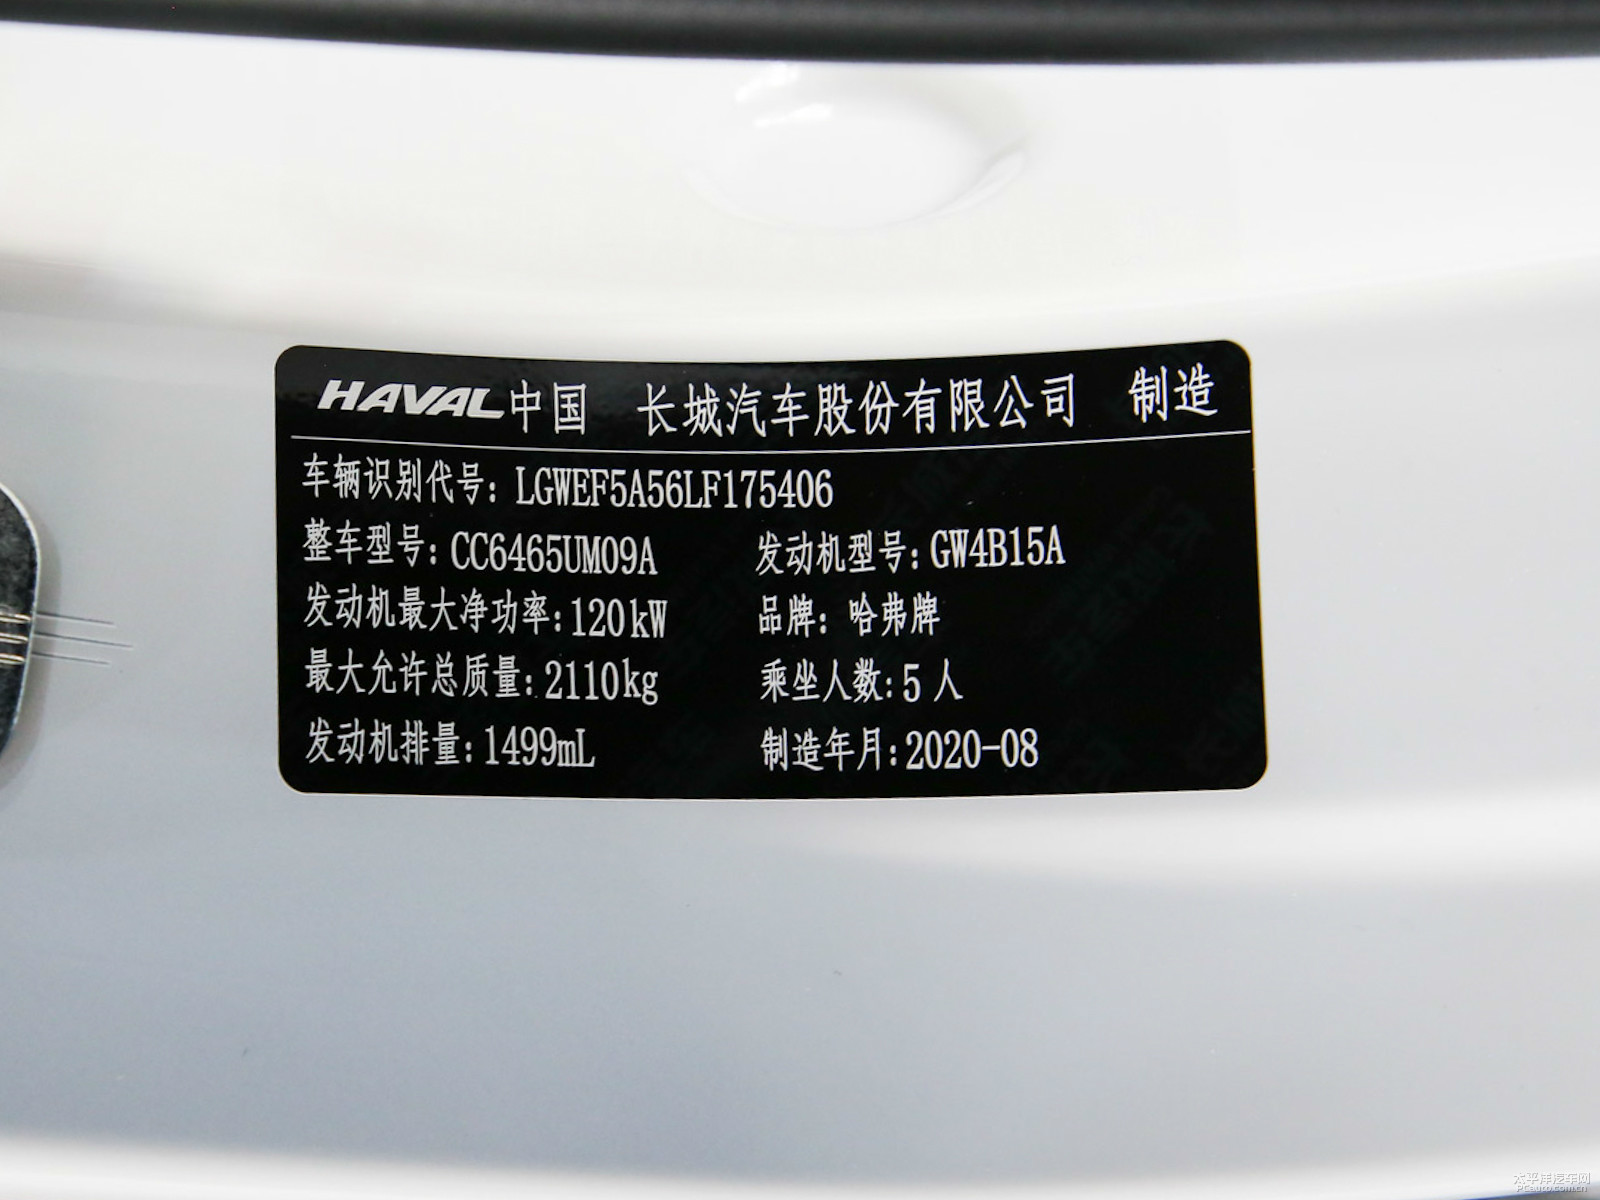 HAVAL中国 长城汽车股份有限公司 制造
车辆识别代号: LGWEF5A56LF175406
整车型号: CC6465UM09A 发动机型号: GW4B15A
发动机最大净功率: 120kW 品牌: 哈弗牌
最大允许总质量: 2110kg 乘坐人数: 5 人
发动机排量: 1499mL 制造年月: 2020-08
太平洋汽车网
PCauto.com.cn